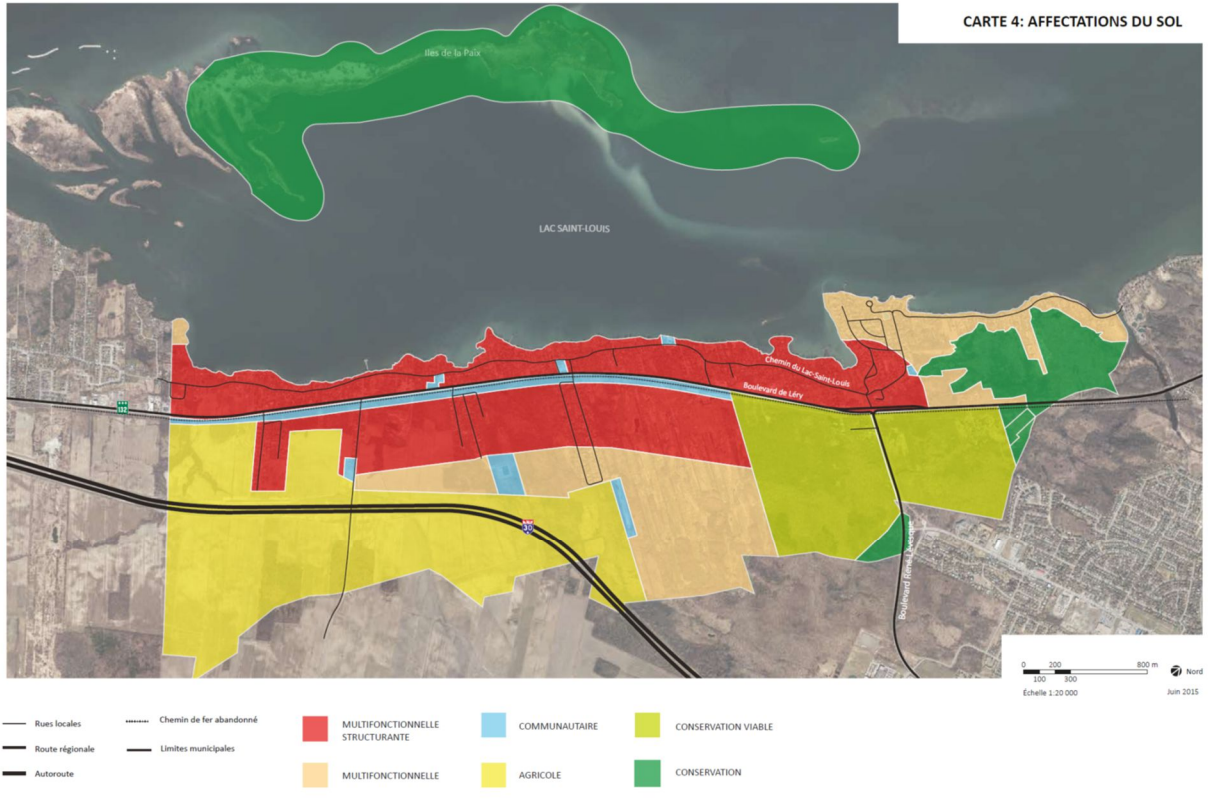 CARTE 4: AFFECTATIONS DU SOL
Iles de la Paix
LAC SAINT-LOUIS
Chemin du Lac-Saint-Louis
Boulevard de Léry
132
30
Boulevard
0 200 800 m
100 300
Échelle 1:20 000
Nord
Juin 2015
Rues locales
Route régionale
Autoroute
Chemin de fer abandonné
Limites municipales
MULTIFONCTIONNELLE
STRUCTURANTE
MULTIFONCTIONNELLE
COMMUNAUTAIRE
AGRICOLE
CONSERVATION VIABLE
CONSERVATION